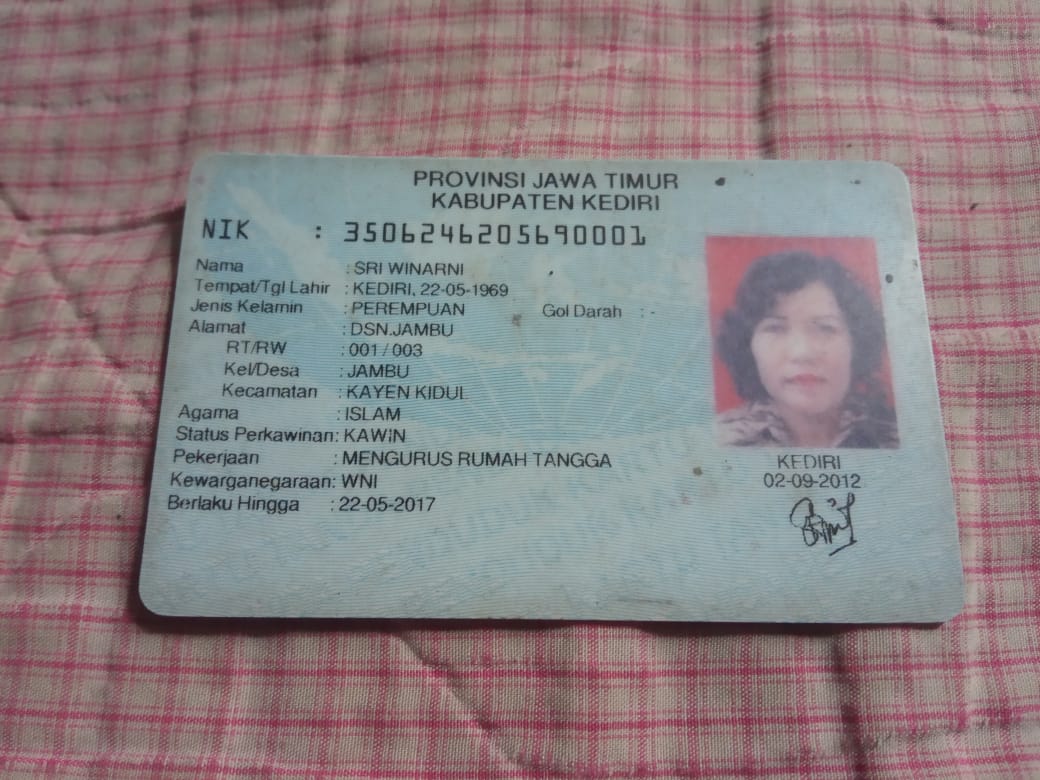 PROVINSI JAWA TIMUR
KABUPATEN KEDIRI
NIK : 3506246205690001
Nama : SRI WINARNI
Tempat/Tgl Lahir : KEDIRI, 22-05-1969
Jenis Kelamin : PEREMPUAN Gol Darah : -
Alamat : DSN.JAMBU
RT/RW : 001 / 003
Kel/Desa : JAMBU
Kecamatan : KAYEN KIDUL
Agama : ISLAM
Status Perkawinan: KAWIN
Pekerjaan : MENGURUS RUMAH TANGGA
Kewarganegaraan: WNI
Berlaku Hingga : 22-05-2017
KEDIRI
02-09-2012